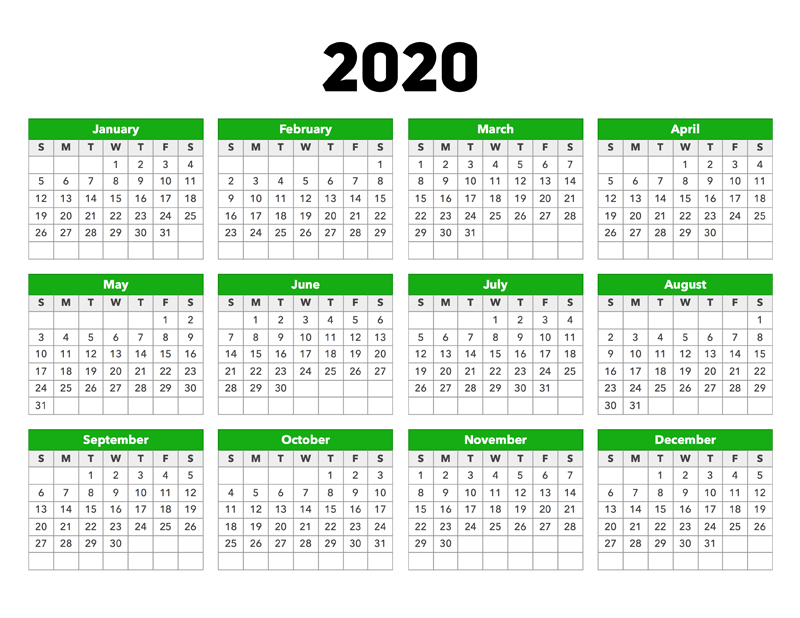 2020
January February March April
S M T W T F S S M T W T F S S M T W T F S S M T W T F S
1 2 3 4 1 1 2 3 4 5 6 7 1 2 3 4
5 6 7 8 9 10 11 2 3 4 5 6 7 8 8 9 10 11 12 13 14 5 6 7 8 9 10 11
12 13 14 15 16 17 18 9 10 11 12 13 14 15 15 16 17 18 19 20 21 12 13 14 15 16 17 18
19 20 21 22 23 24 25 16 17 18 19 20 21 22 22 23 24 25 26 27 28 19 20 21 22 23 24 25
26 27 28 29 30 31 23 24 25 26 27 28 29 29 30 31 26 27 28 29 30
May June July August
S M T W T F S S M T W T F S S M T W T F S S M T W T F S
1 2 1 2 3 4 5 6 1 2 3 4 1
3 4 5 6 7 8 9 7 8 9 10 11 12 13 5 6 7 8 9 10 11 2 3 4 5 6 7 8
10 11 12 13 14 15 16 14 15 16 17 18 19 20 12 13 14 15 16 17 18 9 10 11 12 13 14 15
17 18 19 20 21 22 23 21 22 23 24 25 26 27 19 20 21 22 23 24 25 16 17 18 19 20 21 22
24 25 26 27 28 29 30 28 29 30 26 27 28 29 30 31 23 24 25 26 27 28 29
31 30 31
September October November December
S M T W T F S S M T W T F S S M T W T F S S M T W T F S
1 2 3 4 5 1 2 3 1 2 3 4 5 6 7 1 2 3 4 5
6 7 8 9 10 11 12 4 5 6 7 8 9 10 8 9 10 11 12 13 14 6 7 8 9 10 11 12
13 14 15 16 17 18 19 11 12 13 14 15 16 17 15 16 17 18 19 20 21 13 14 15 16 17 18 19
20 21 22 23 24 25 26 18 19 20 21 22 23 24 22 23 24 25 26 27 28 20 21 22 23 24 25 26
27 28 29 30 25 26 27 28 29 30 31 29 30 27 28 29 30 31